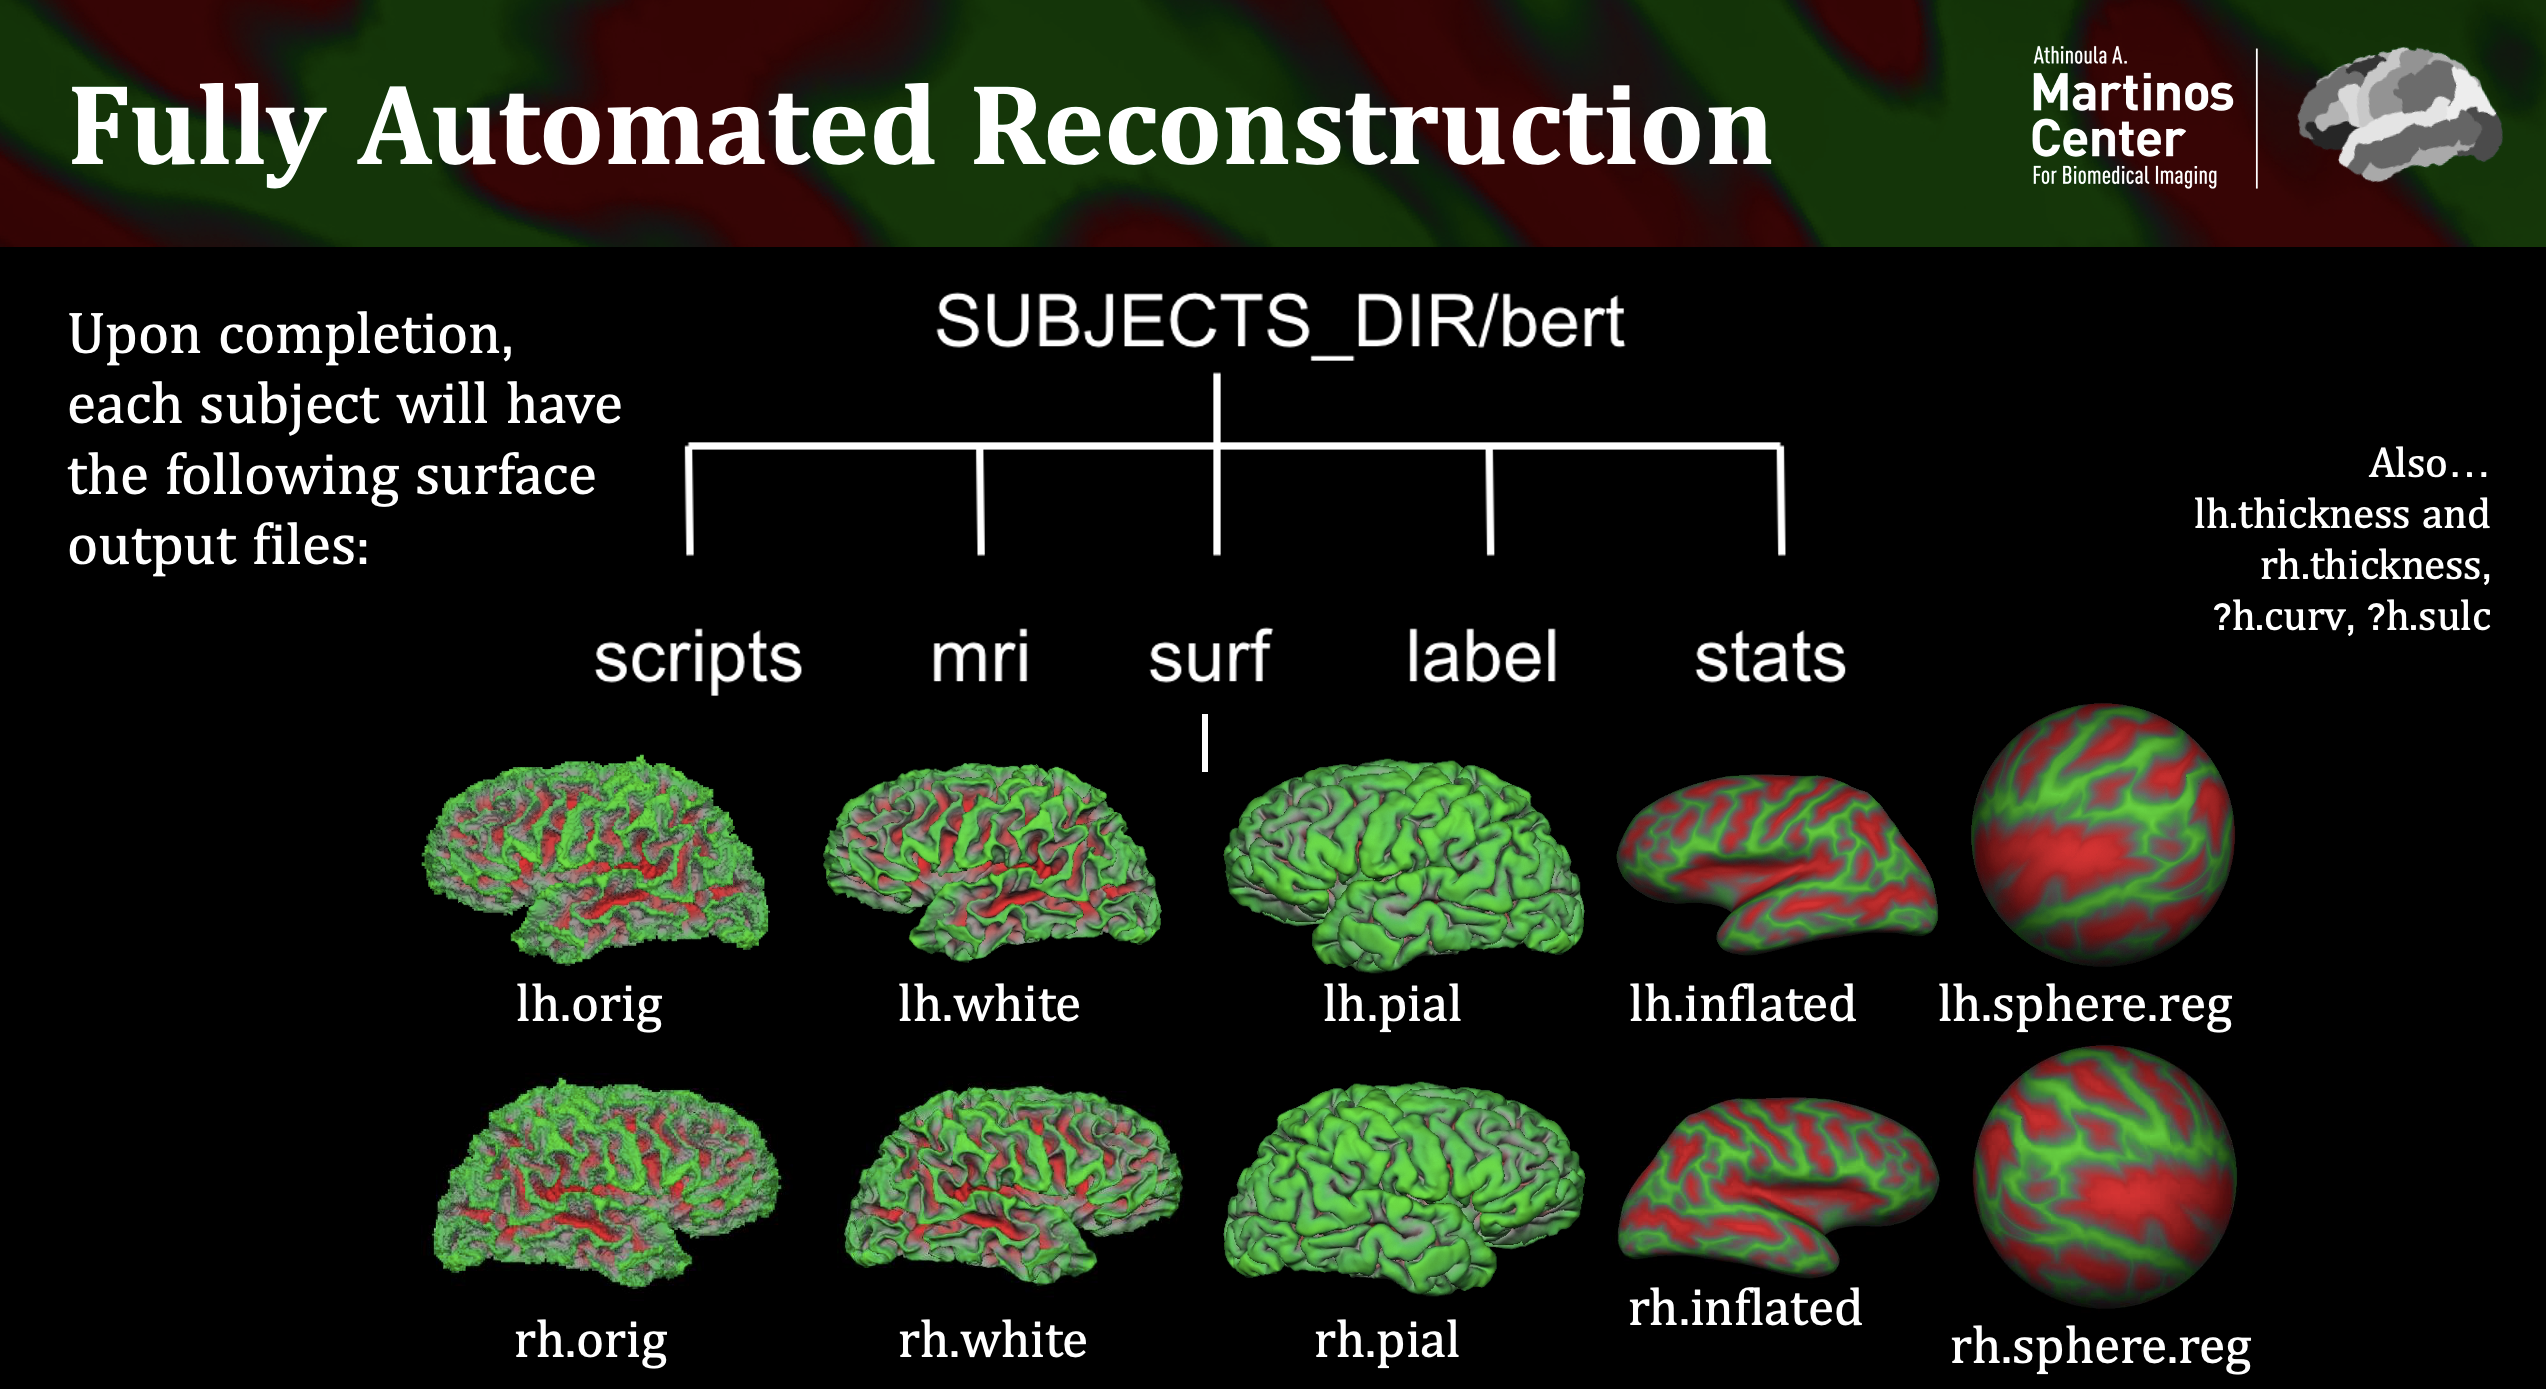 Fully Automated Reconstruction
Athinoula A.
Martinos
Center
For Biomedical Imaging
Upon completion,
each subject will have
the following surface
output files:
SUBJECTS_DIR/bert
Also…
lh.thickness and
rh.thickness,
?h.curv, ?h.sulc
scripts mri surf label stats
lh.orig lh.white lh.pial lh.inflated lh.sphere.reg
rh.orig rh.white rh.pial rh.inflated rh.sphere.reg